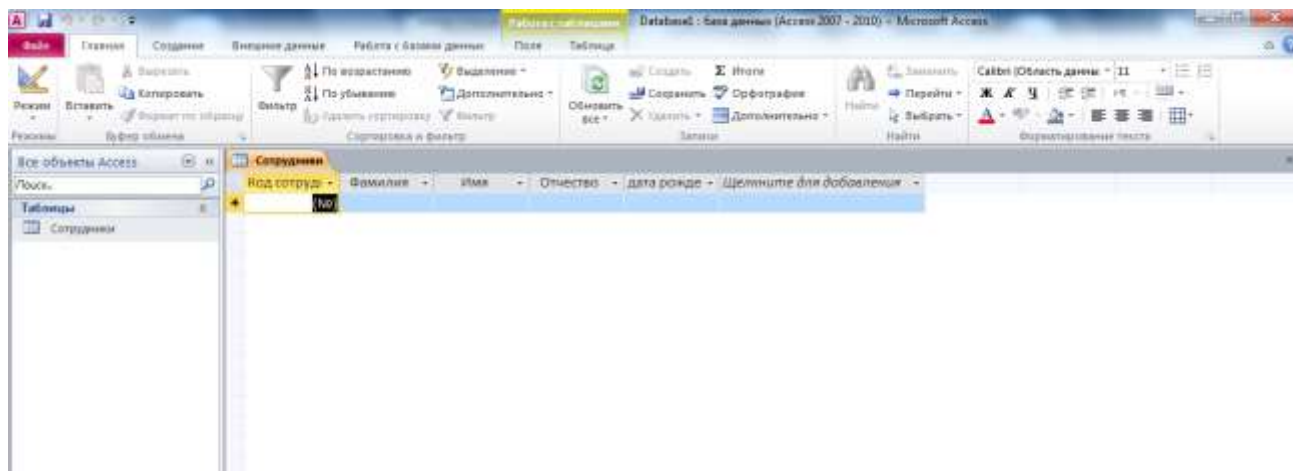 Работа с таблицами Database1 : база данных (Access 2007 - 2010) - Microsoft Access
Файл Главная Создание Внешние данные Работа с базами данных Поле Таблица
Вырезать По возрастанию Выделение Создать Σ Итоги Заменить Calibri (Область данных 11
Копировать По убыванию Дополнительно Сохранить Орфография Перейти Ж К Ч
Режим Вставить Формат по образцу Фильтр Удалить сортировку Фильтр Обновить все Удалить Дополнительно Найти Выбрать А
Режимы Буфер обмена Сортировка и фильтр Записи Найти Форматирование текста
Все объекты Access Сотрудники
Поиск... Код сотруд Фамилия Имя Отчество дата рожде Щелкните для добавления
Таблицы (№)
Сотрудники